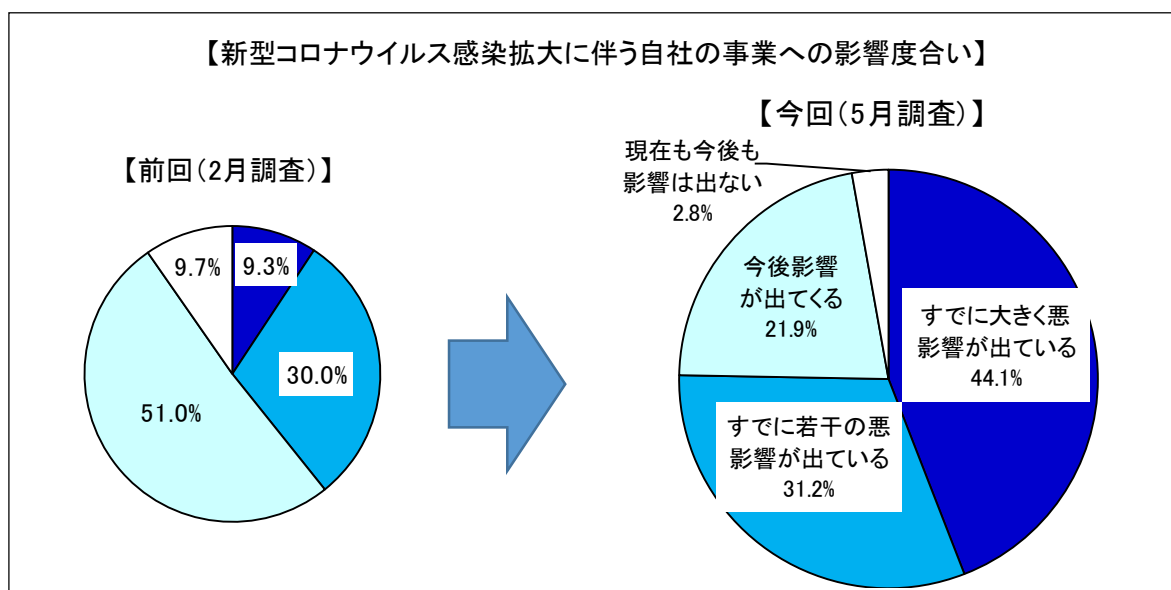 【新型コロナウイルス感染拡大に伴う自社の事業への影響度合い】
【前回(2月調査)】
9.7%
9.3%
30.0%
51.0%
【今回(5月調査)】
現在も今後も
影響は出ない
2.8%
今後影響
が出てくる
21.9%
すでに大きく悪
影響が出ている
44.1%
すでに若干の悪
影響が出ている
31.2%